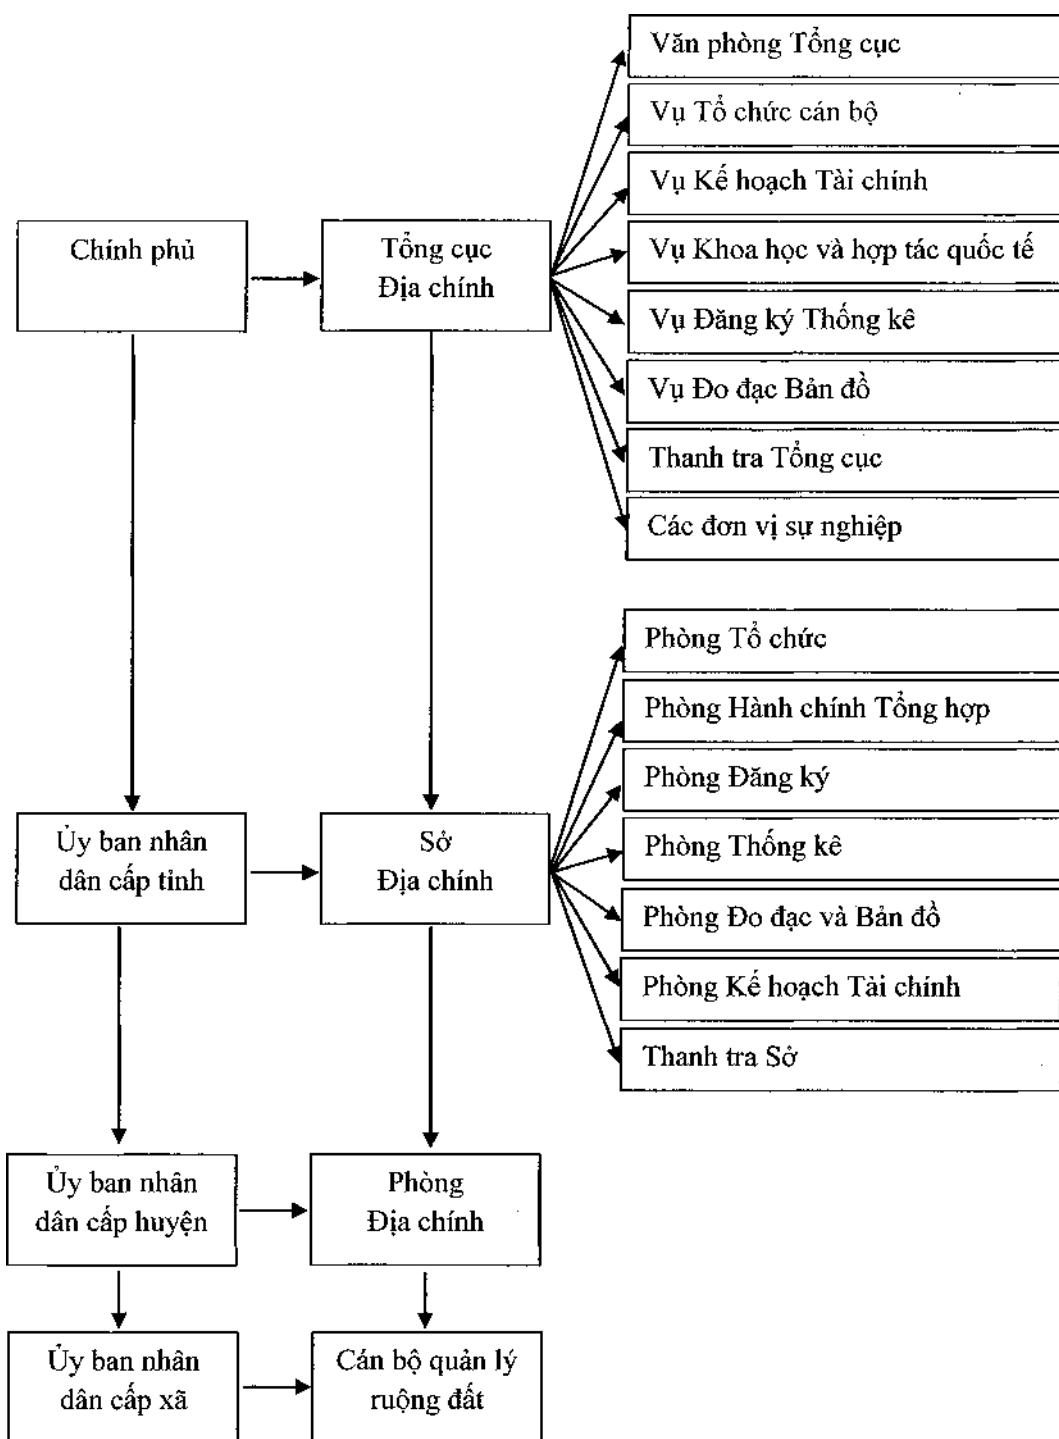 Văn phòng Tổng cục
Vụ Tổ chức cán bộ
Vụ Kế hoạch Tài chính
Chính phủ
Tổng cục
Địa chính
Vụ Khoa học và hợp tác quốc tế
Vụ Đăng ký Thống kê
Vụ Đo đạc Bản đồ
Thanh tra Tổng cục
Các đơn vị sự nghiệp
Phòng Tổ chức
Phòng Hành chính Tổng hợp
Phòng Đăng ký
Ủy ban nhân
dân cấp tỉnh
Sở
Địa chính
Phòng Thống kê
Phòng Đo đạc và Bản đồ
Phòng Kế hoạch Tài chính
Thanh tra Sở
Ủy ban nhân
dân cấp huyện
Phòng
Địa chính
Ủy ban nhân
dân cấp xã
Cán bộ quản lý
ruộng đất